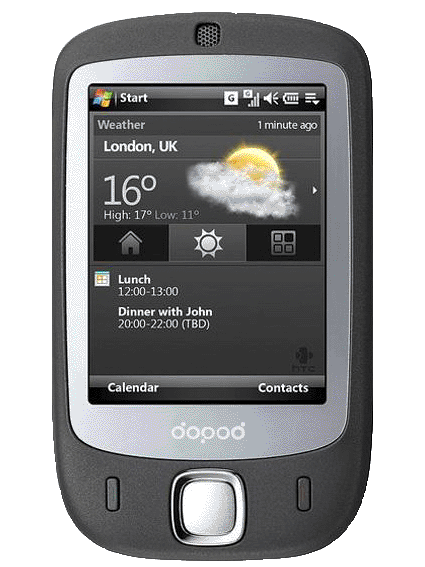 Start
G
G
Weather 1 minute ago
London, UK
16°
High: 17° Low: 11°
Lunch
12:00-13:00
Dinner with John
20:00-22:00 (TBD)
hTC
Calendar Contacts
dopod